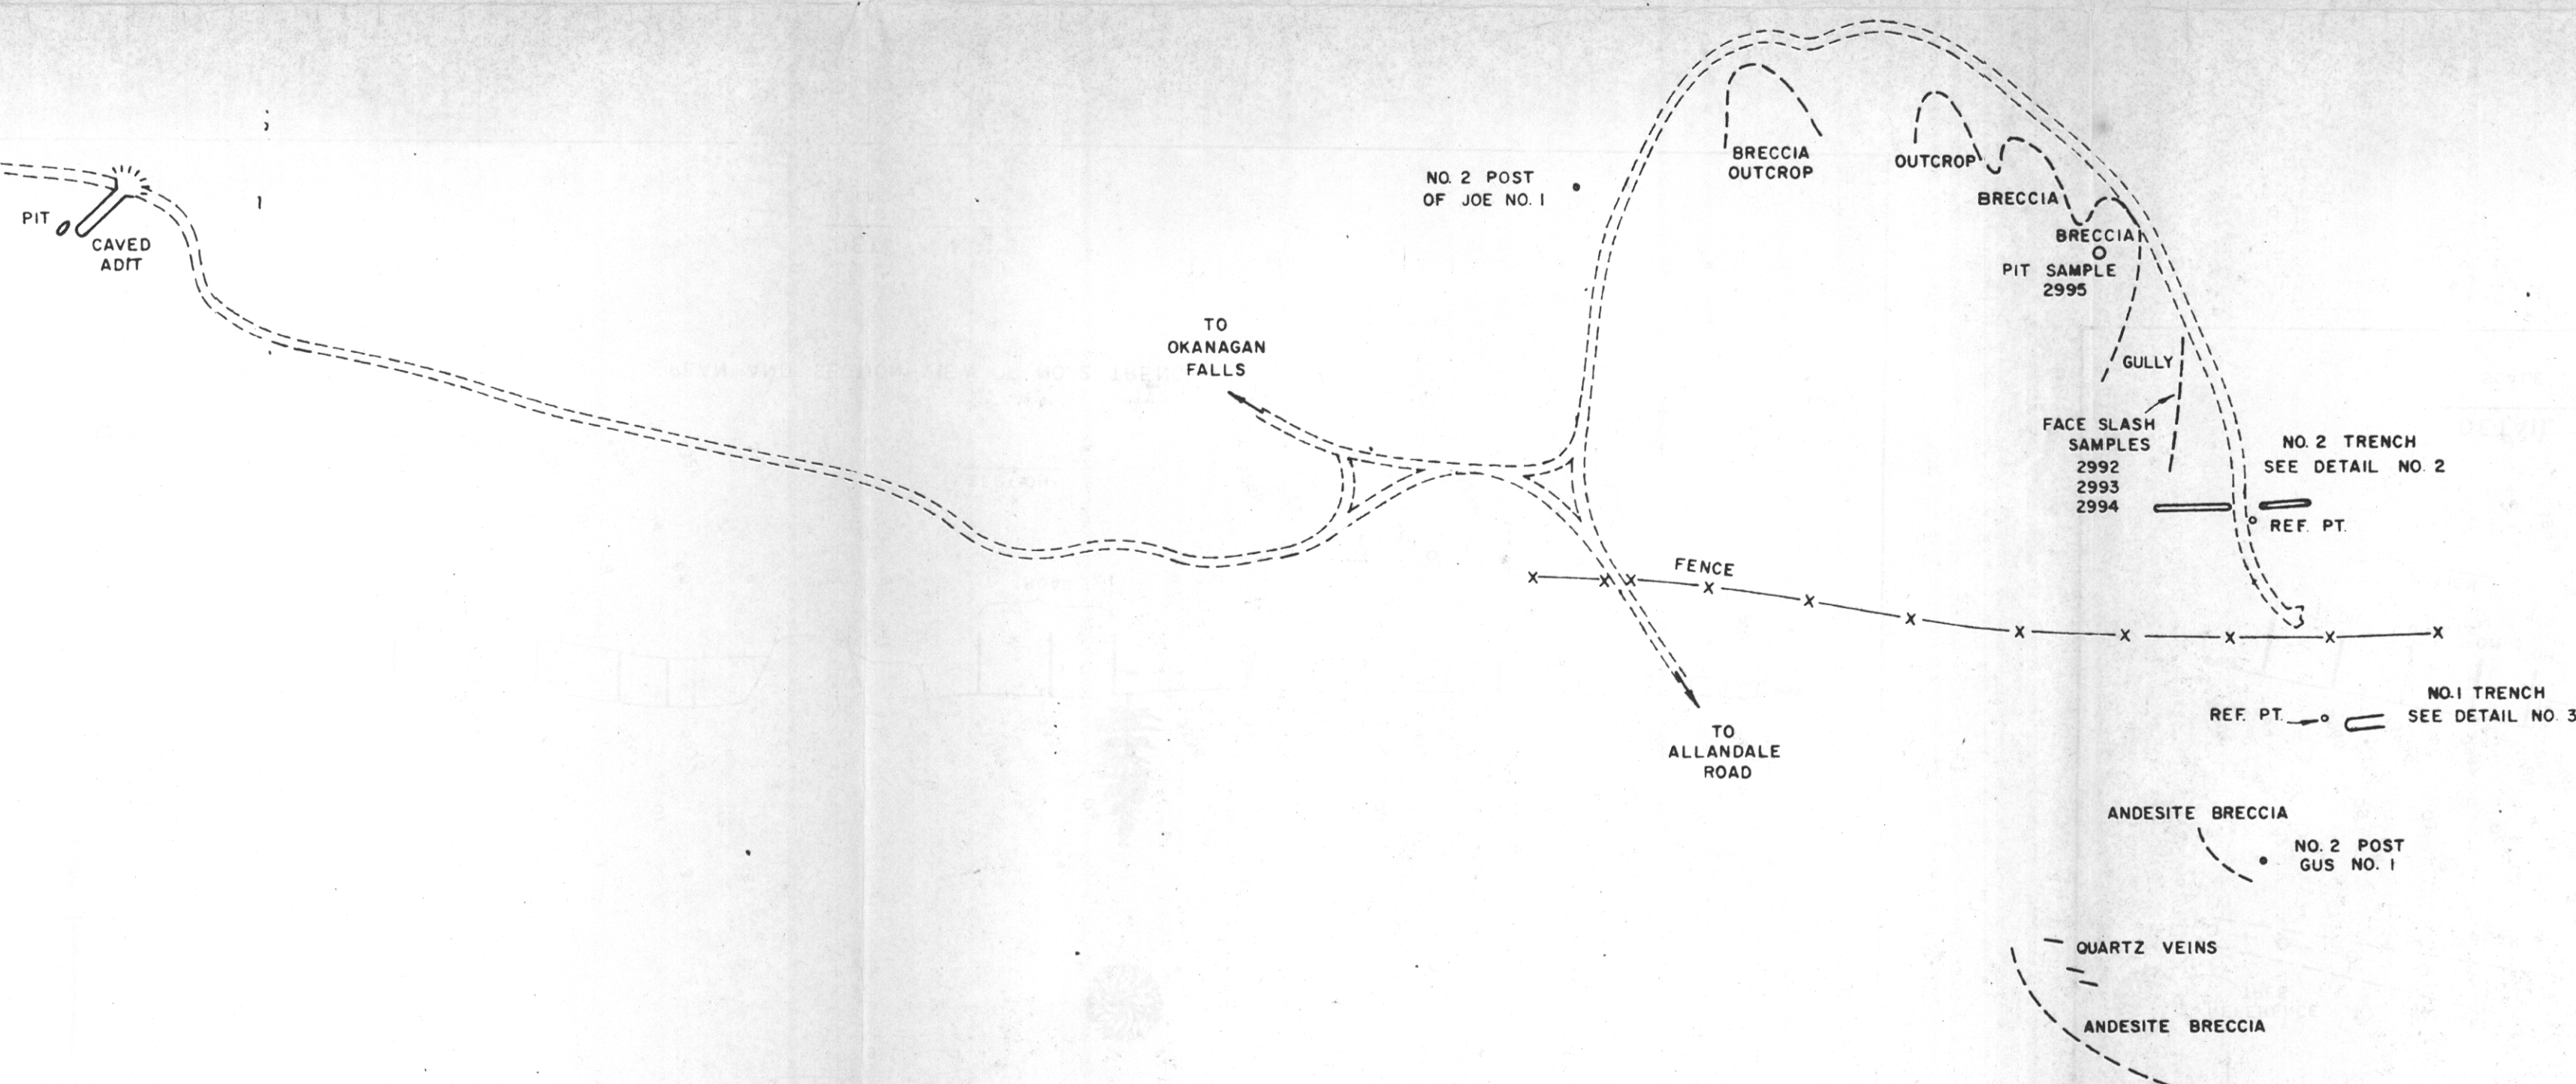 PIT
CAVED
ADIT
NO. 2 POST
OF JOE NO. 1
BRECCIA
OUTCROP
OUTCROP
BRECCIA
BRECCIA
PIT SAMPLE
2995
TO
OKANAGAN
FALLS
GULLY
FACE SLASH
SAMPLES
2992
2993
2994
NO. 2 TRENCH
SEE DETAIL NO. 2
REF. PT.
FENCE
TO
ALLANDALE
ROAD
NO. 1 TRENCH
SEE DETAIL NO. 3
REF. PT.
ANDESITE BRECCIA
NO. 2 POST
GUS NO. 1
QUARTZ VEINS
ANDESITE BRECCIA